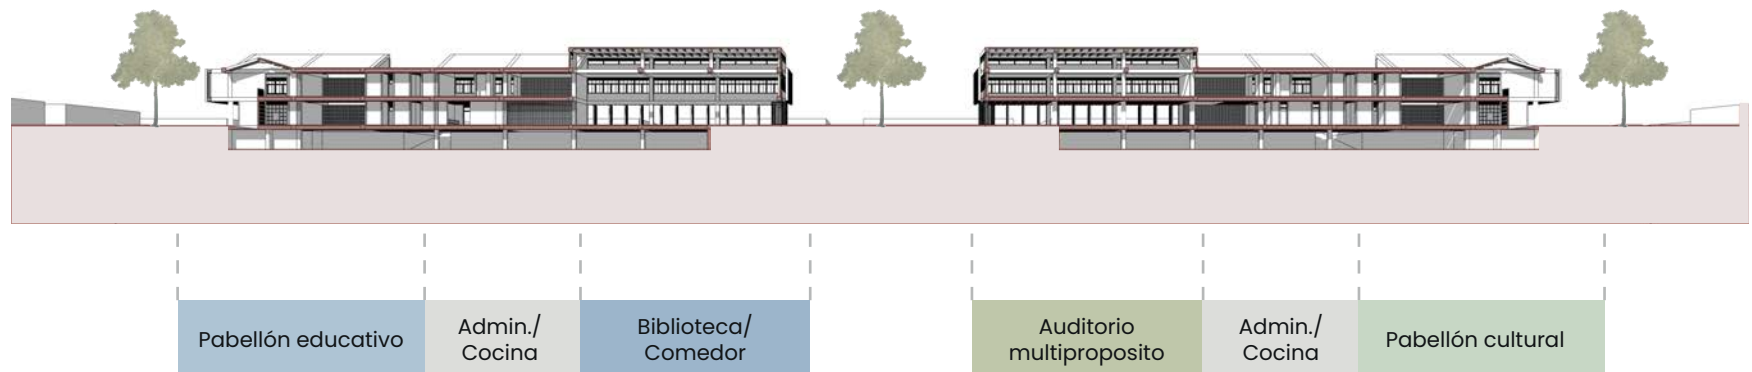 Pabellón educativo
Admin./
Cocina
Biblioteca/
Comedor
Auditorio
multiproposito
Admin./
Cocina
Pabellón cultural